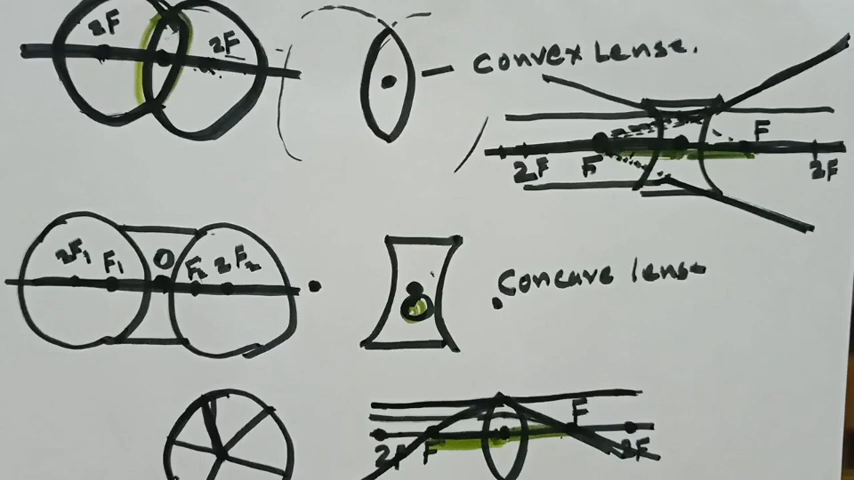 2F
2F
convex Lense.
2F F F 2F
2F₁ F₁ O F₂ 2F₂
concave lense
2F F F 2F